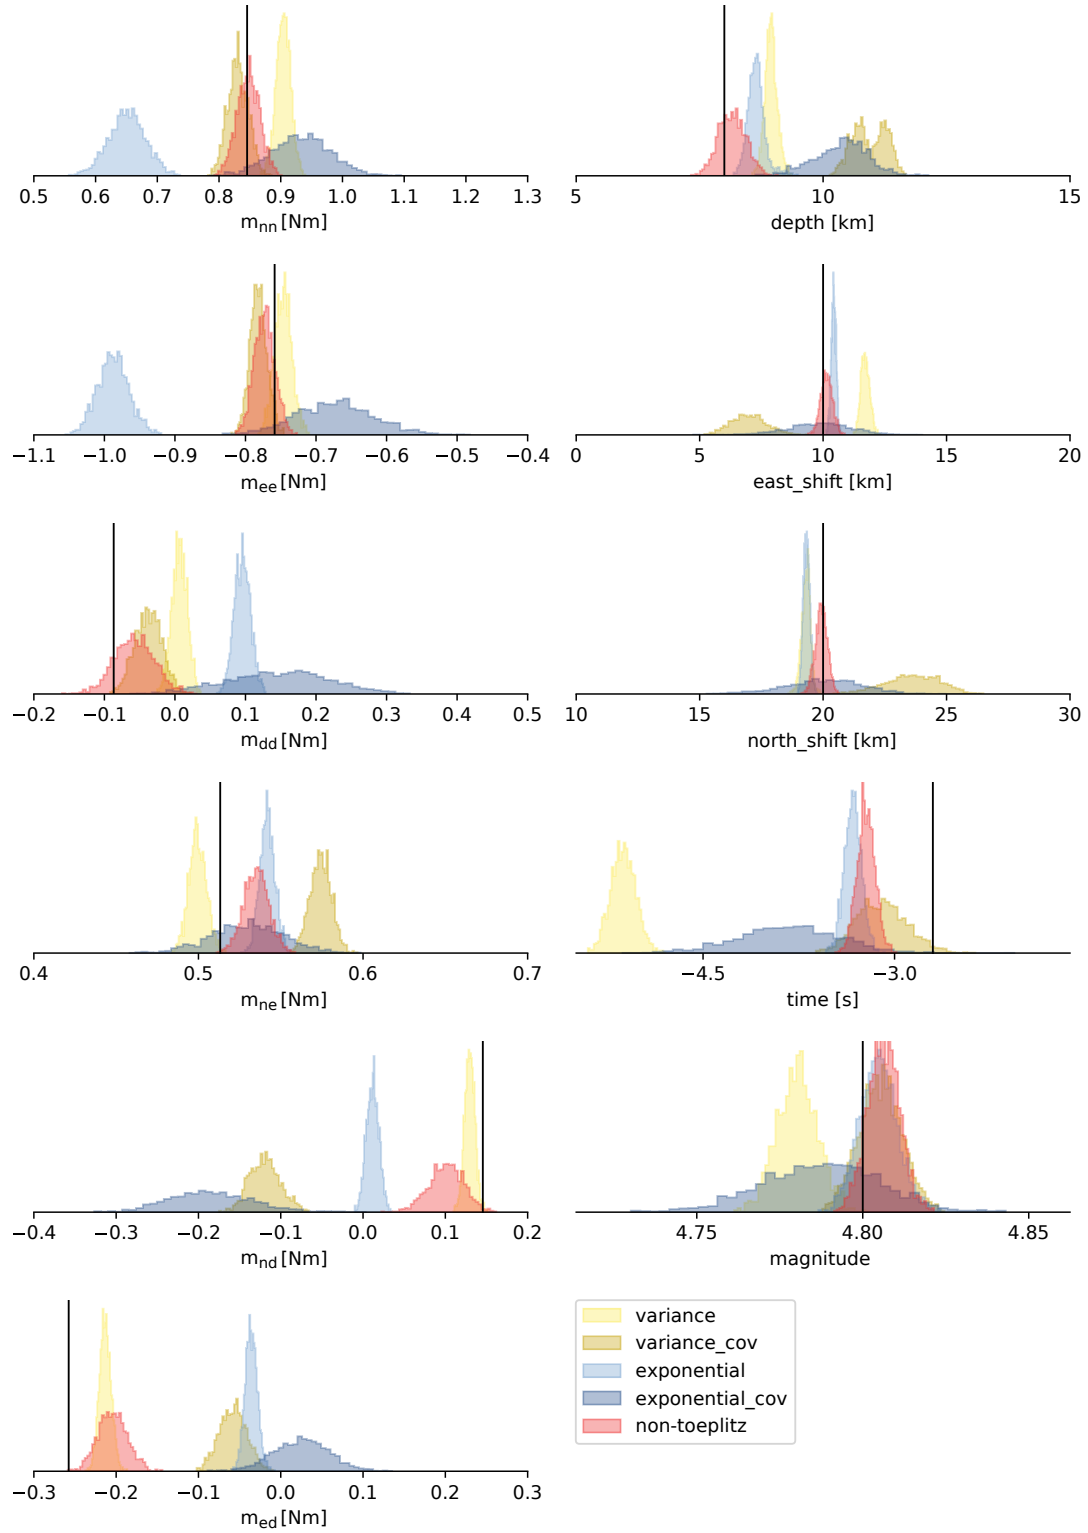 0.5 0.6 0.7 0.8 0.9 1.0 1.1 1.2 1.3
m_nn [Nm]
5 10 15
depth [km]
−1.1 −1.0 −0.9 −0.8 −0.7 −0.6 −0.5 −0.4
m_ee [Nm]
0 5 10 15 20
east_shift [km]
−0.2 −0.1 0.0 0.1 0.2 0.3 0.4 0.5
m_dd [Nm]
10 15 20 25 30
north_shift [km]
0.4 0.5 0.6 0.7
m_ne [Nm]
−4.5 −3.0
time [s]
−0.4 −0.3 −0.2 −0.1 0.0 0.1 0.2
m_nd [Nm]
4.75 4.80 4.85
magnitude
−0.3 −0.2 −0.1 0.0 0.1 0.2 0.3
m_ed [Nm]
variance
variance_cov
exponential
exponential_cov
non-toeplitz